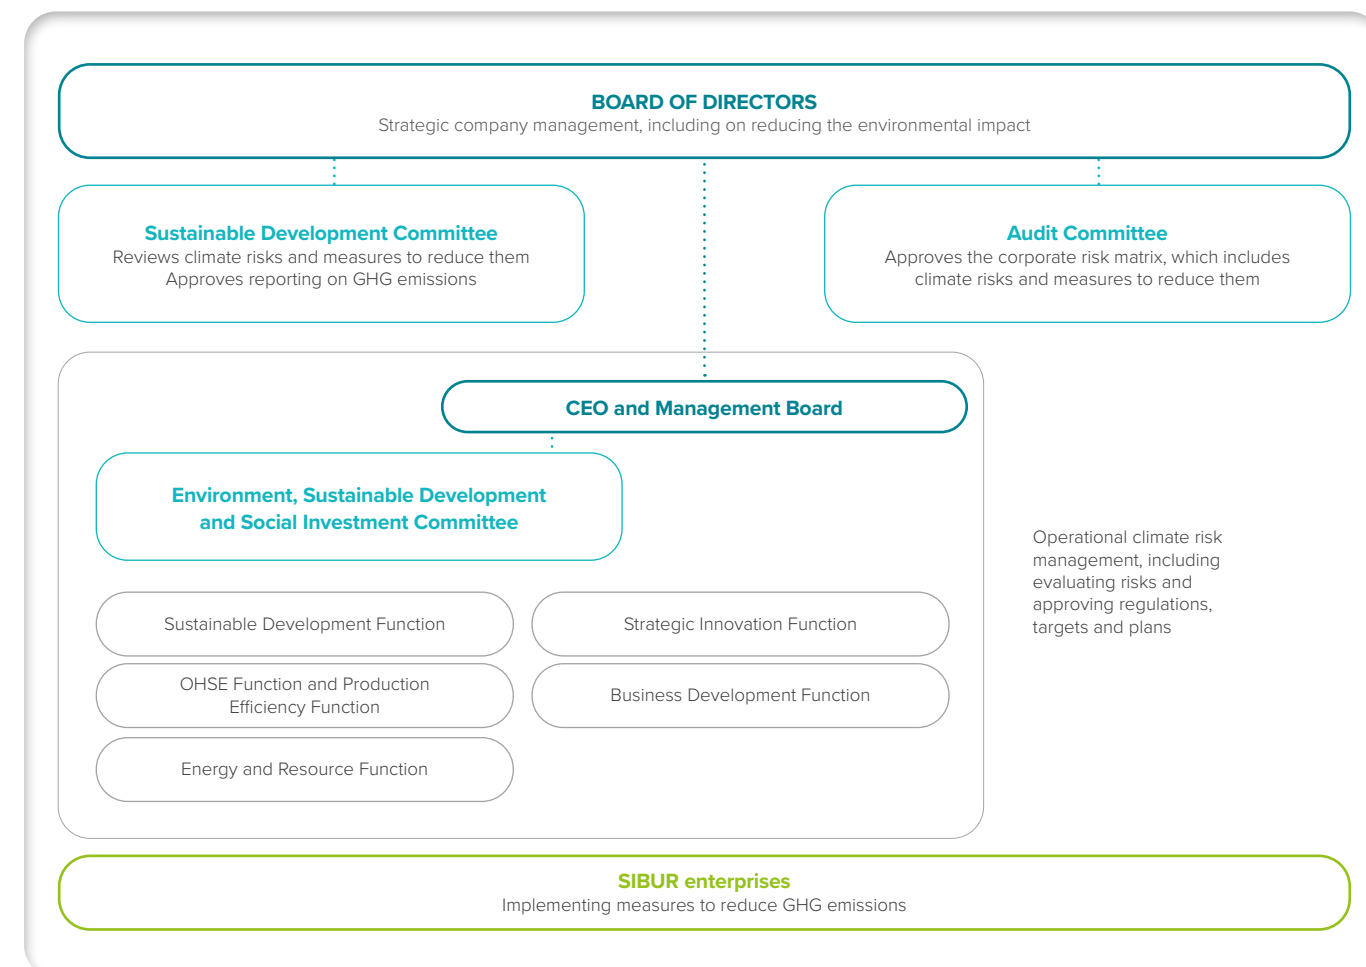 BOARD OF DIRECTORS
Strategic company management, including on reducing the environmental impact
Sustainable Development Committee
Reviews climate risks and measures to reduce them
Approves reporting on GHG emissions
Audit Committee
Approves the corporate risk matrix, which includes
climate risks and measures to reduce them
CEO and Management Board
Environment, Sustainable Development
and Social Investment Committee
Sustainable Development Function
Strategic Innovation Function
OHSE Function and Production
Efficiency Function
Business Development Function
Energy and Resource Function
Operational climate risk
management, including
evaluating risks and
approving regulations,
targets and plans
SIBUR enterprises
Implementing measures to reduce GHG emissions